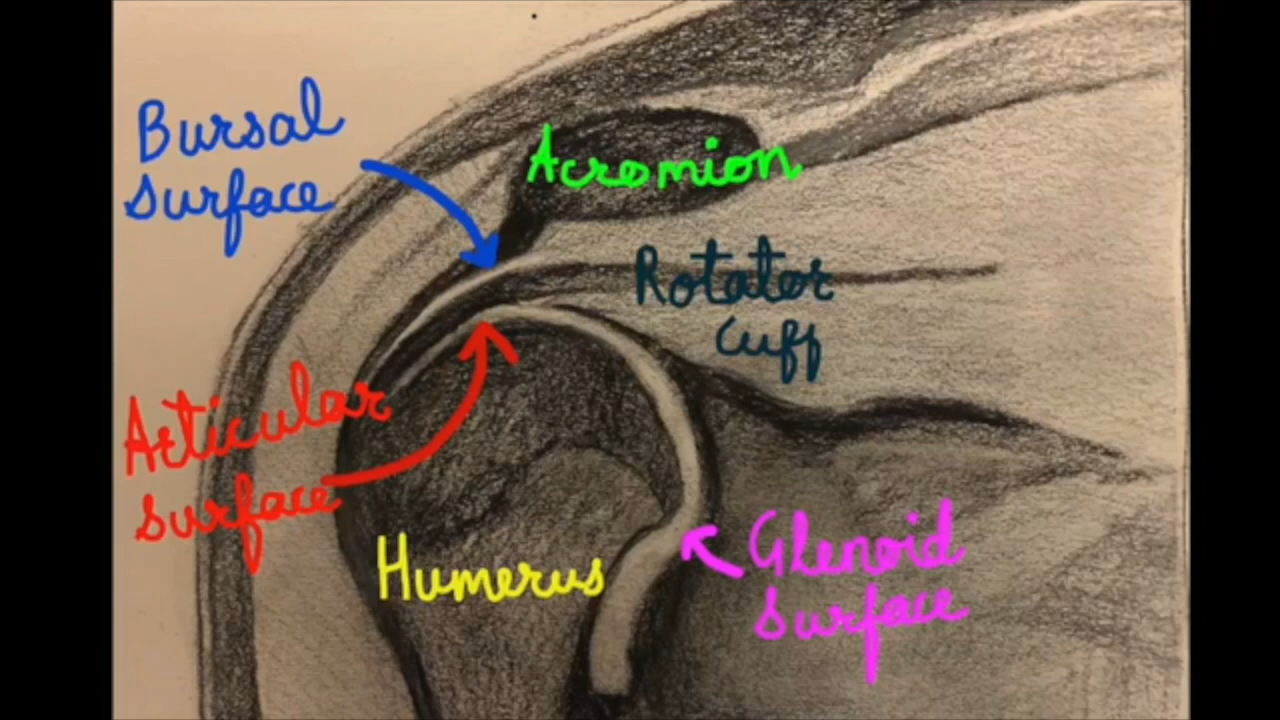 Bursal
Surface
Acromion
Rotator
Cuff
Articular
Surface
Humerus
Glenoid
Surface